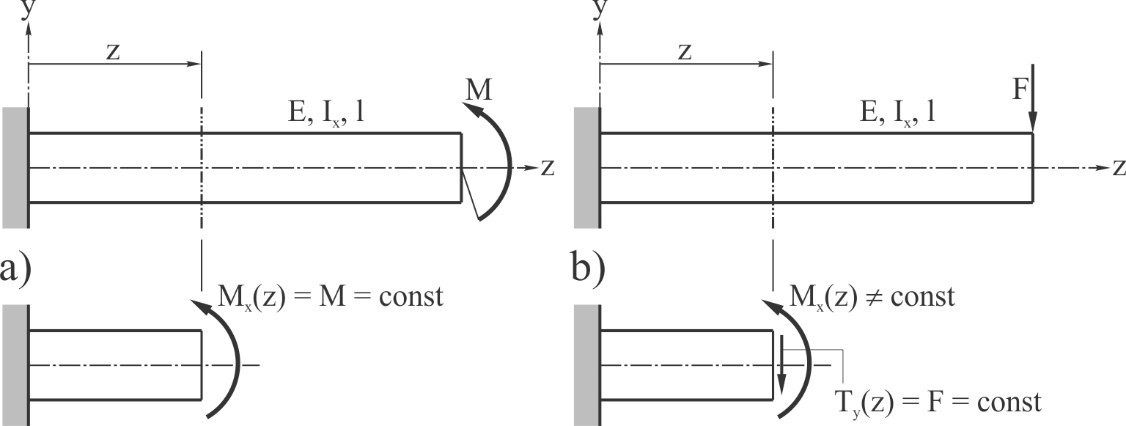 y
z
E, Iₓ, l
M
z
a)
Mₓ(z) = M = const
y
z
E, Iₓ, l
F
z
b)
Mₓ(z) ≠ const
Tᵧ(z) = F = const